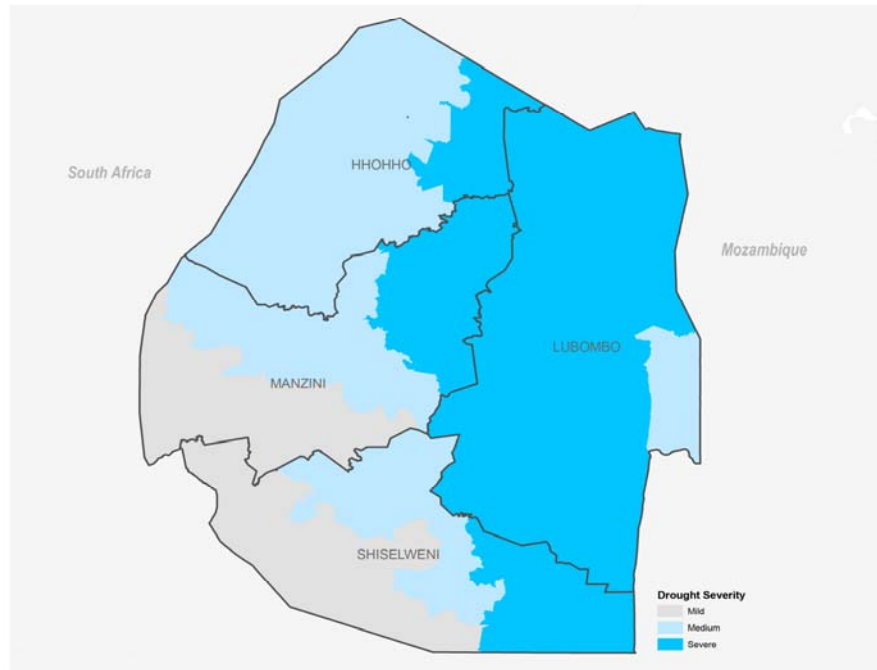 HHOHHO
South Africa
Mozambique
LUBOMBO
MANZINI
SHISELWENI
Drought Severity
Mild
Medium
Severe